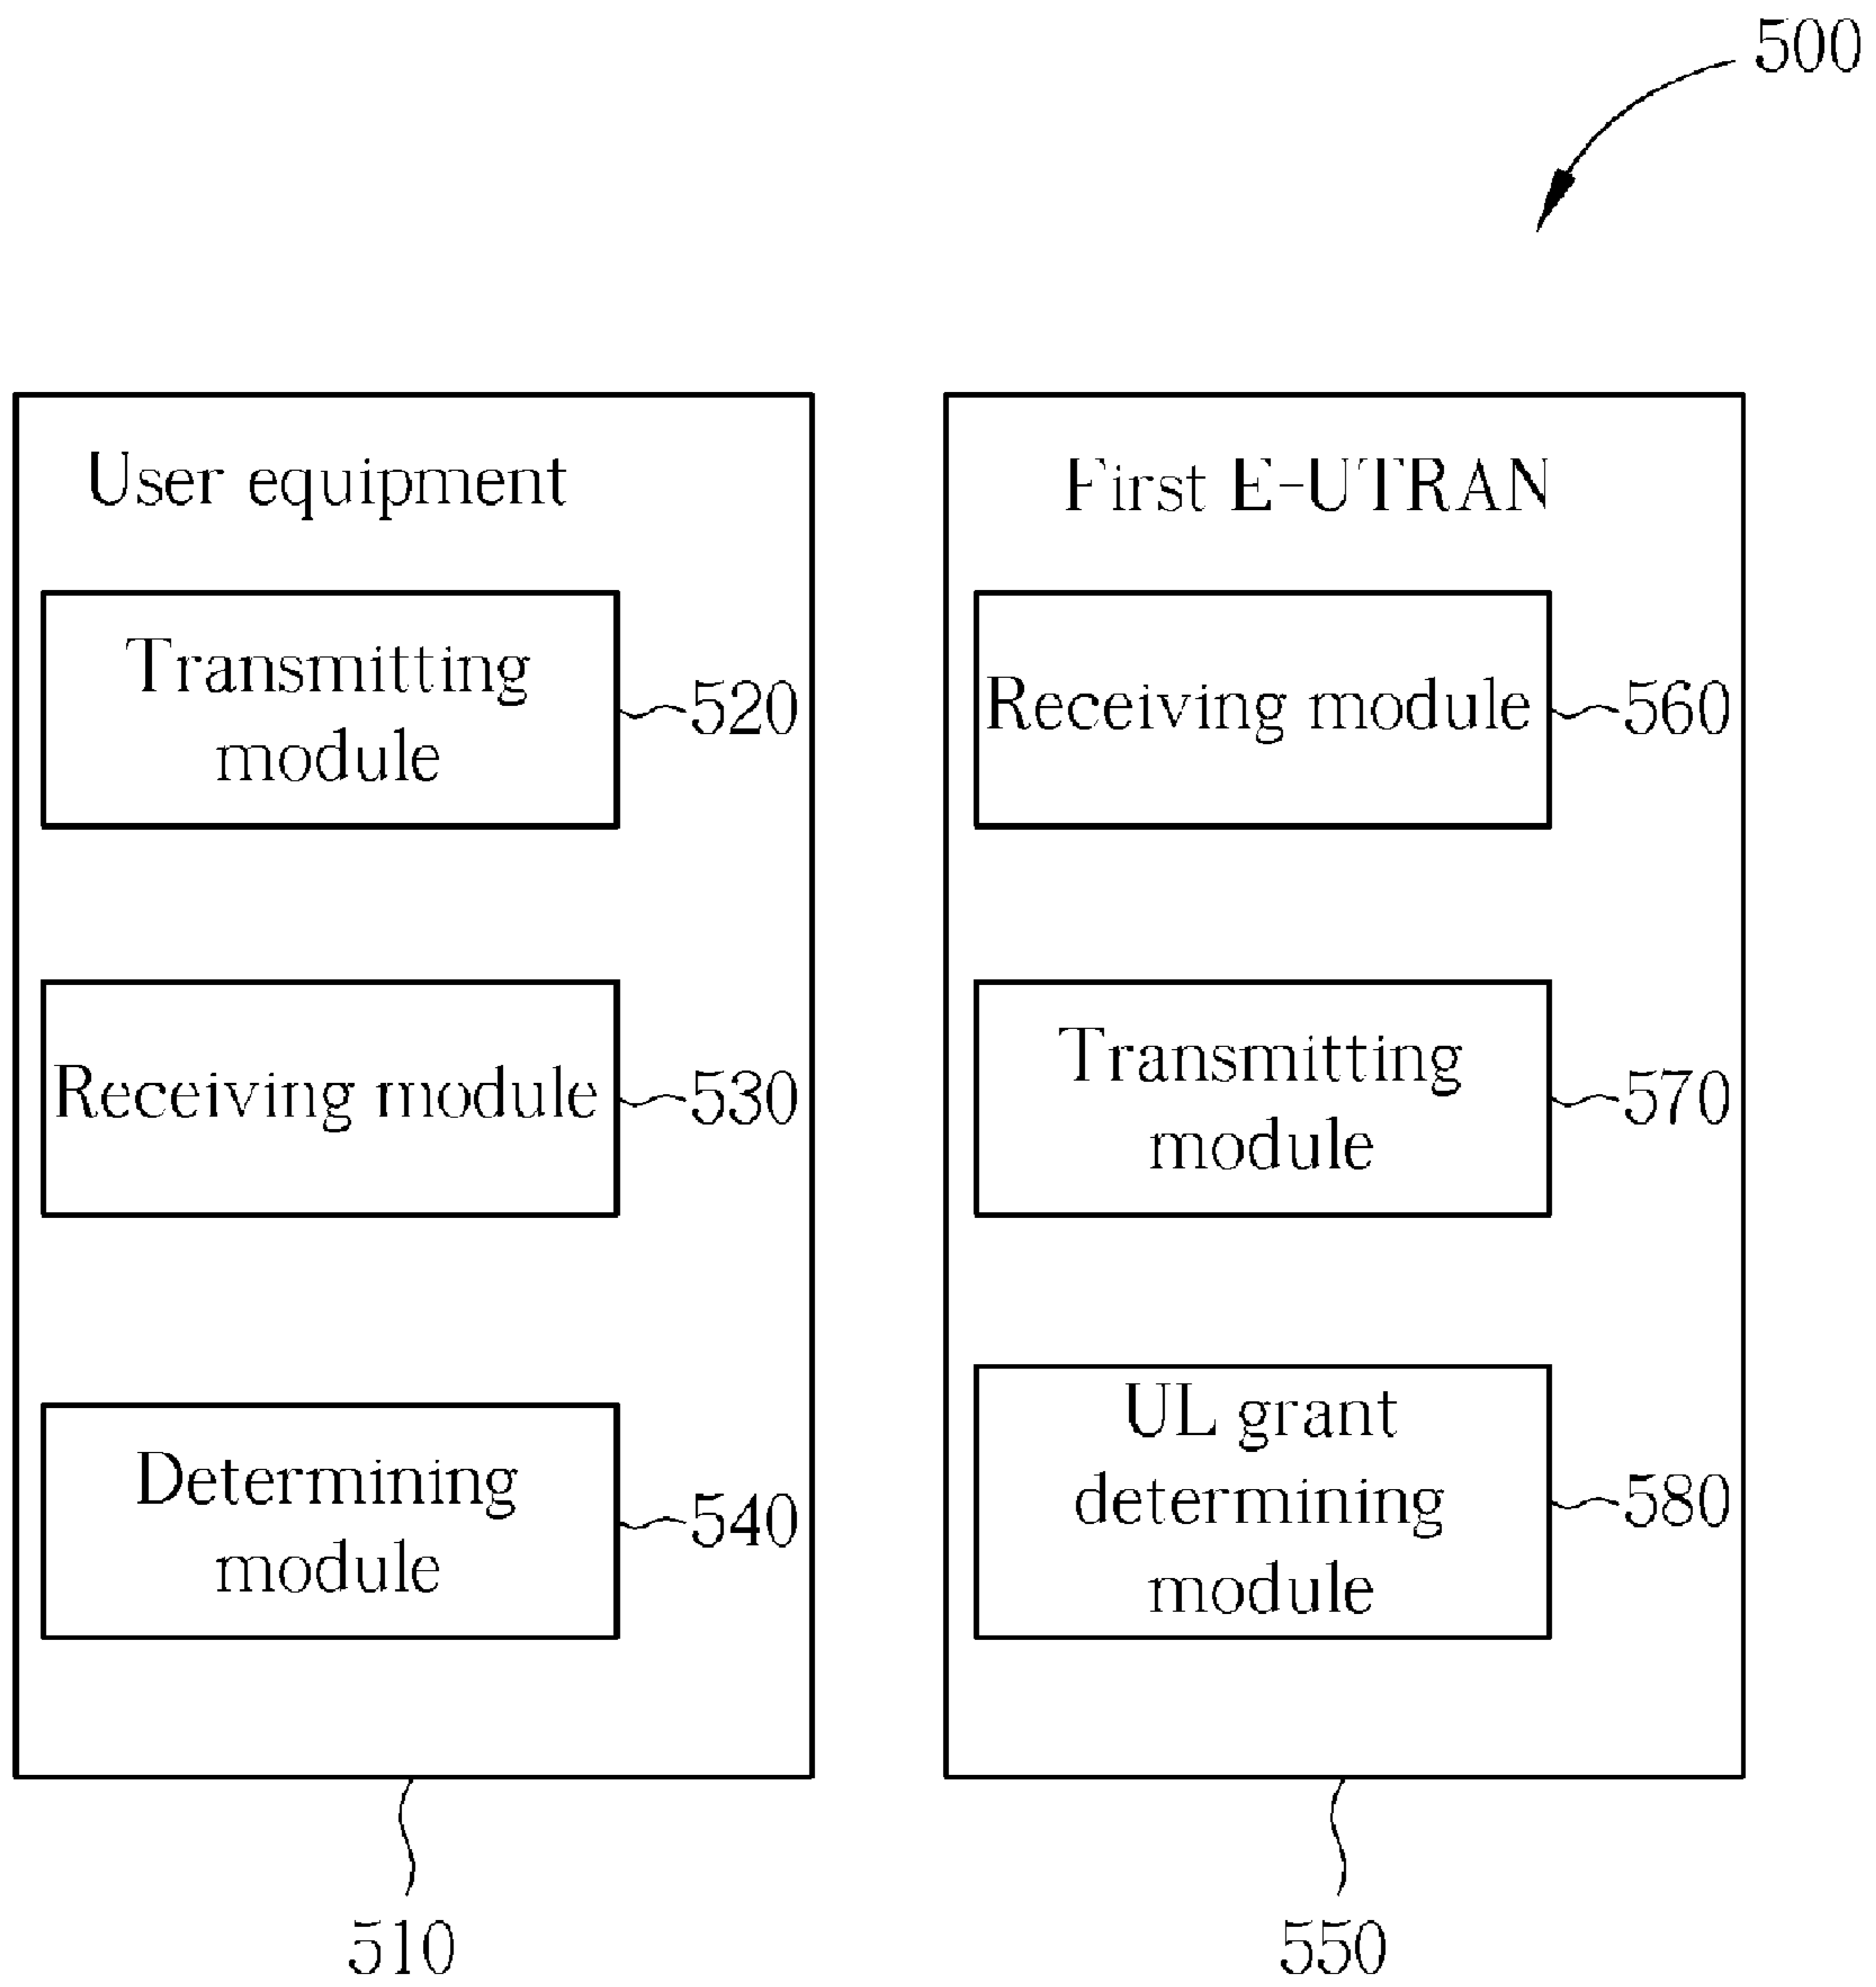 500
User equipment
Transmitting
module
520
Receiving module
530
Determining
module
540
510
First E-UTRAN
Receiving module
560
Transmitting
module
570
UL grant
determining
module
580
550